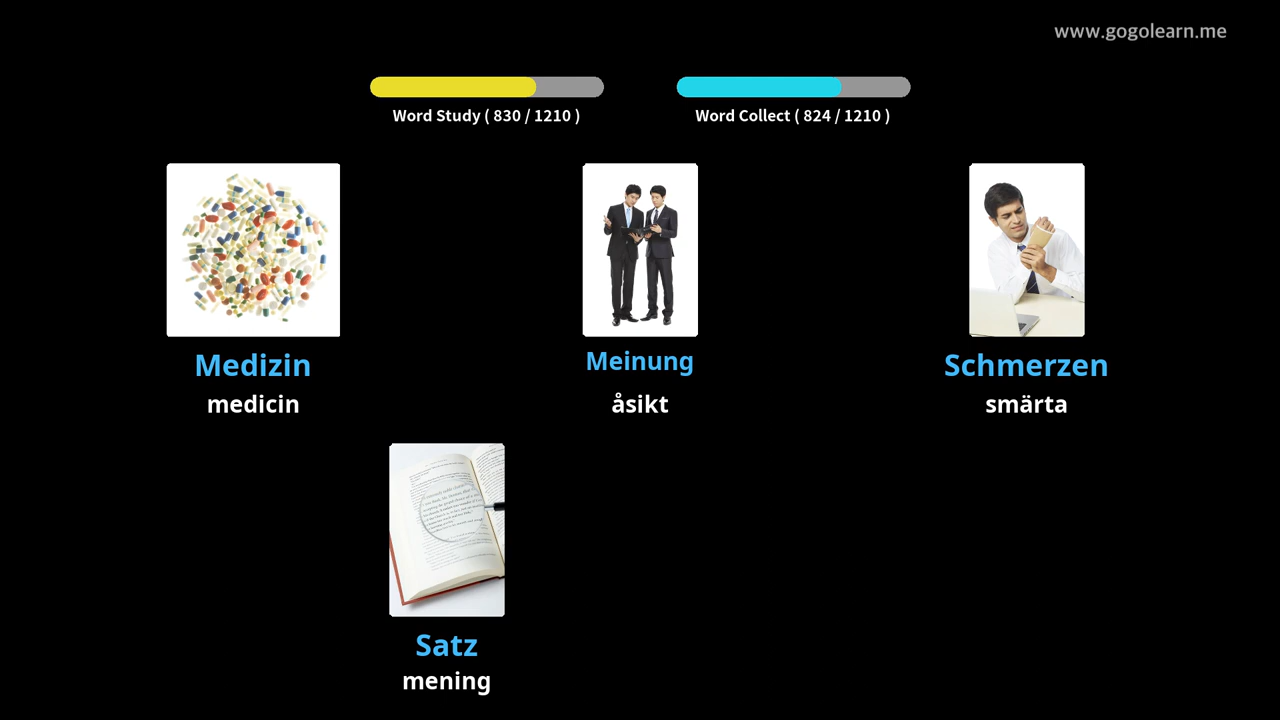 www.gogolearn.me
Word Study ( 830 / 1210 )
Word Collect ( 824 / 1210 )
Medizin
medicin
Meinung
åsikt
Schmerzen
smärta
Satz
mening